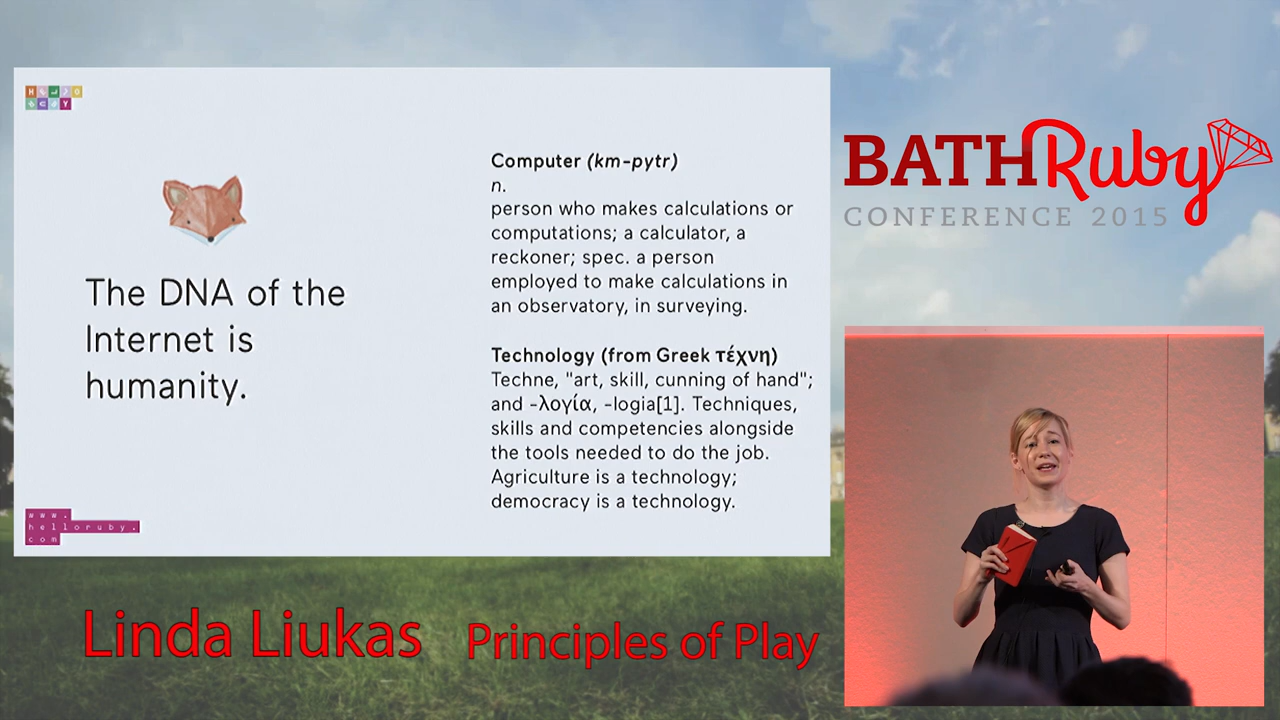 HELLO
RUBY
The DNA of the
Internet is
humanity.
www.
helloruby.
com
Computer (km-pytr)
n.
person who makes calculations or
computations; a calculator, a
reckoner; spec. a person
employed to make calculations in
an observatory, in surveying.
Technology (from Greek τέχνη)
Techne, "art, skill, cunning of hand";
and -λογία, -logia[1]. Techniques,
skills and competencies alongside
the tools needed to do the job.
Agriculture is a technology;
democracy is a technology.
BATHRuby
CONFERENCE 2015
Linda Liukas
Principles of Play